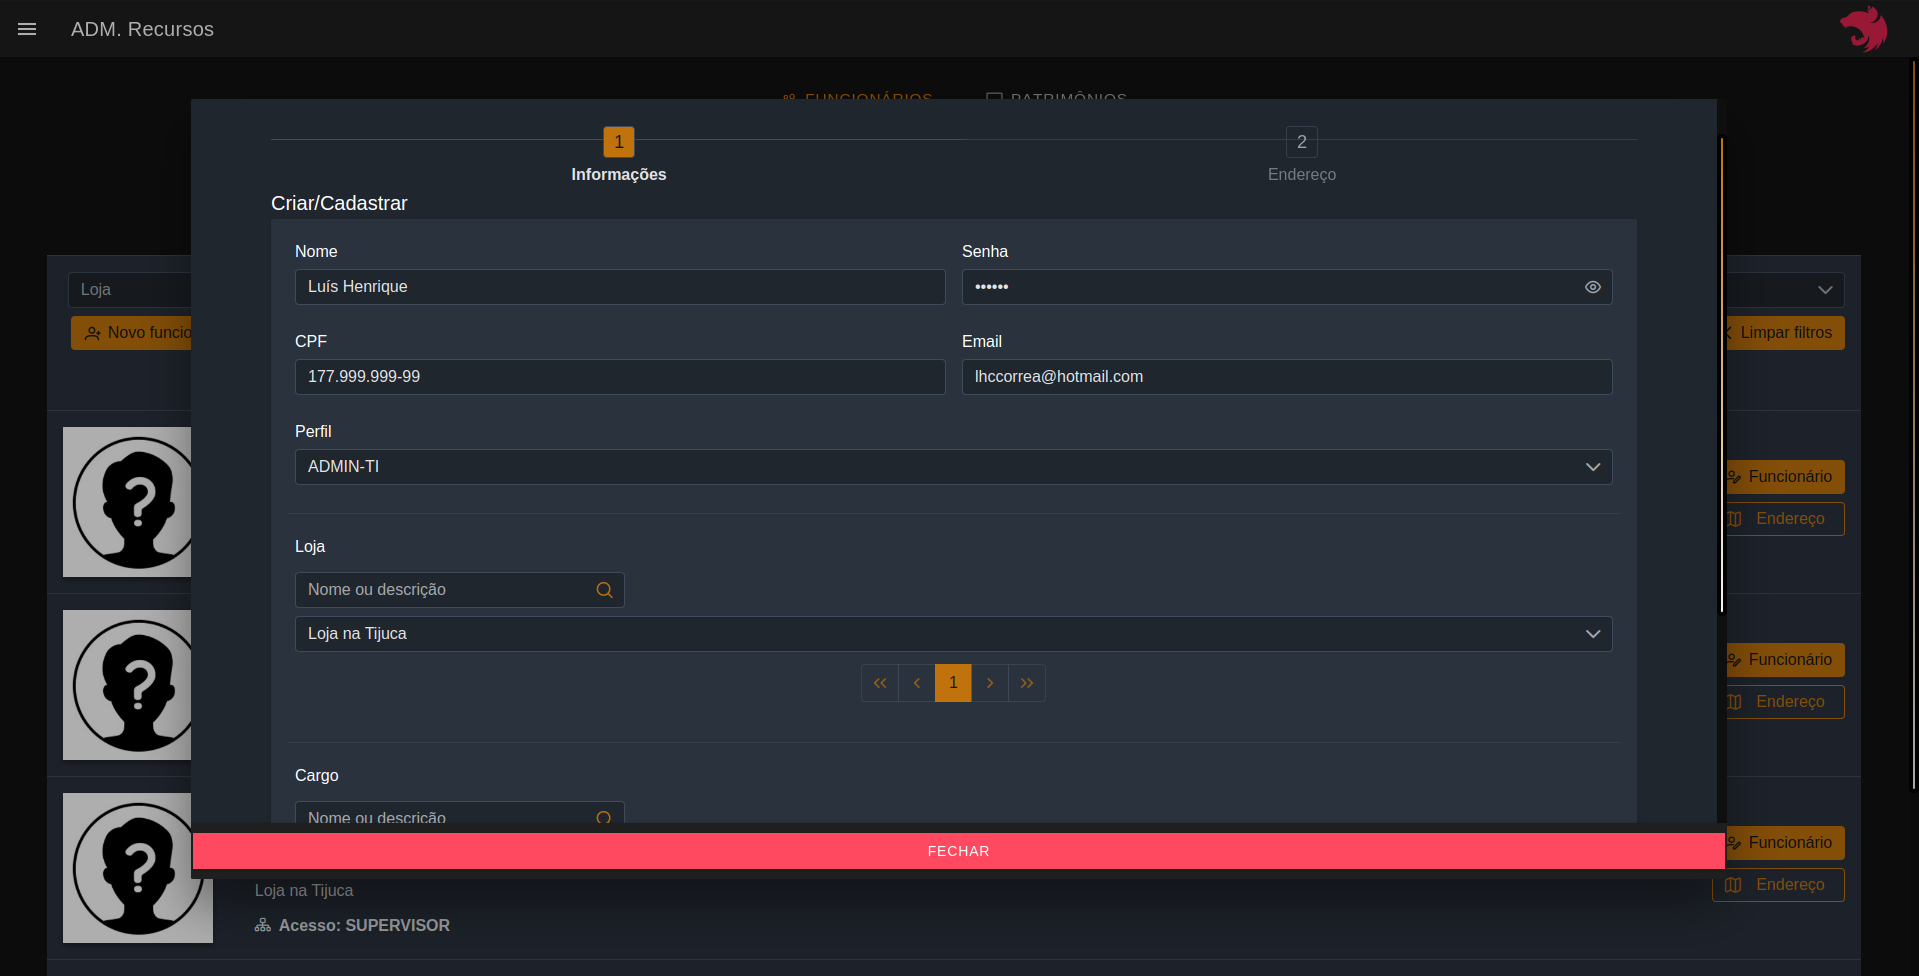 ADM. Recursos
FUNCIONÁRIOS
PATRIMÔNIOS
1
Informações
2
Endereço
Criar/Cadastrar
Nome
Senha
Luís Henrique
••••••
CPF
Email
177.999.999-99
lhccorrea@hotmail.com
Perfil
ADMIN-TI
Loja
Nome ou descrição
Loja na Tijuca
1
Cargo
Nome ou descrição
FECHAR
Loja
Novo funcio
Limpar filtros
Funcionário
Endereço
Funcionário
Endereço
Funcionário
Endereço
Loja na Tijuca
Acesso: SUPERVISOR